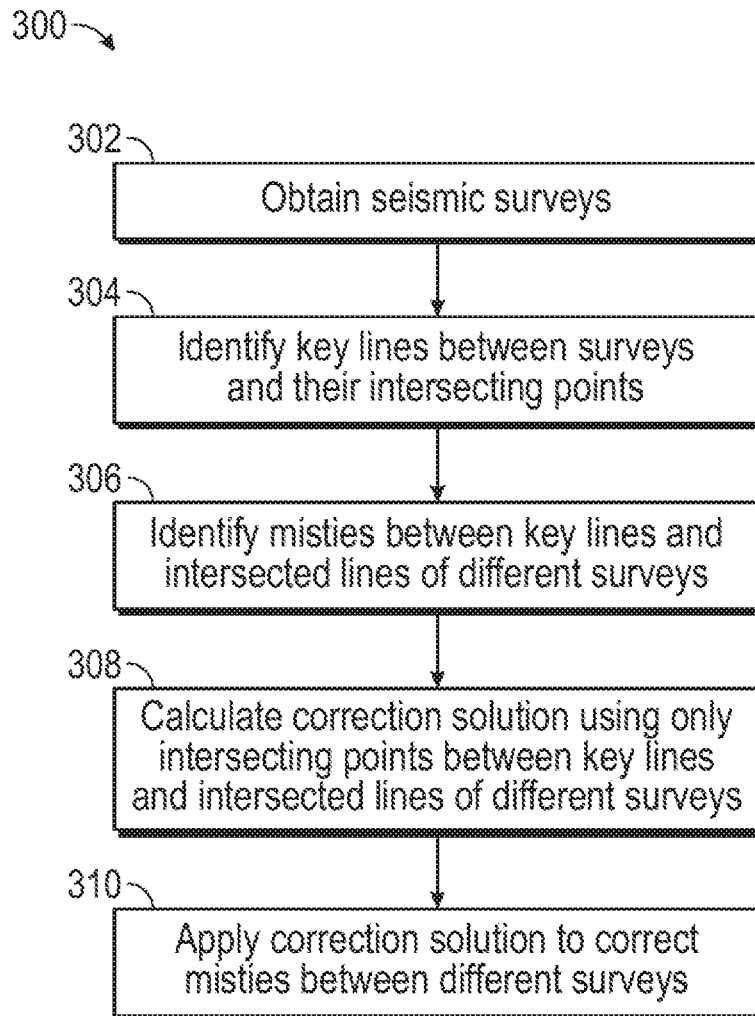 300
302
Obtain seismic surveys
304
Identify key lines between surveys
and their intersecting points
306
Identify misties between key lines and
intersected lines of different surveys
308
Calculate correction solution using only
intersecting points between key lines
and intersected lines of different surveys
310
Apply correction solution to correct
misties between different surveys